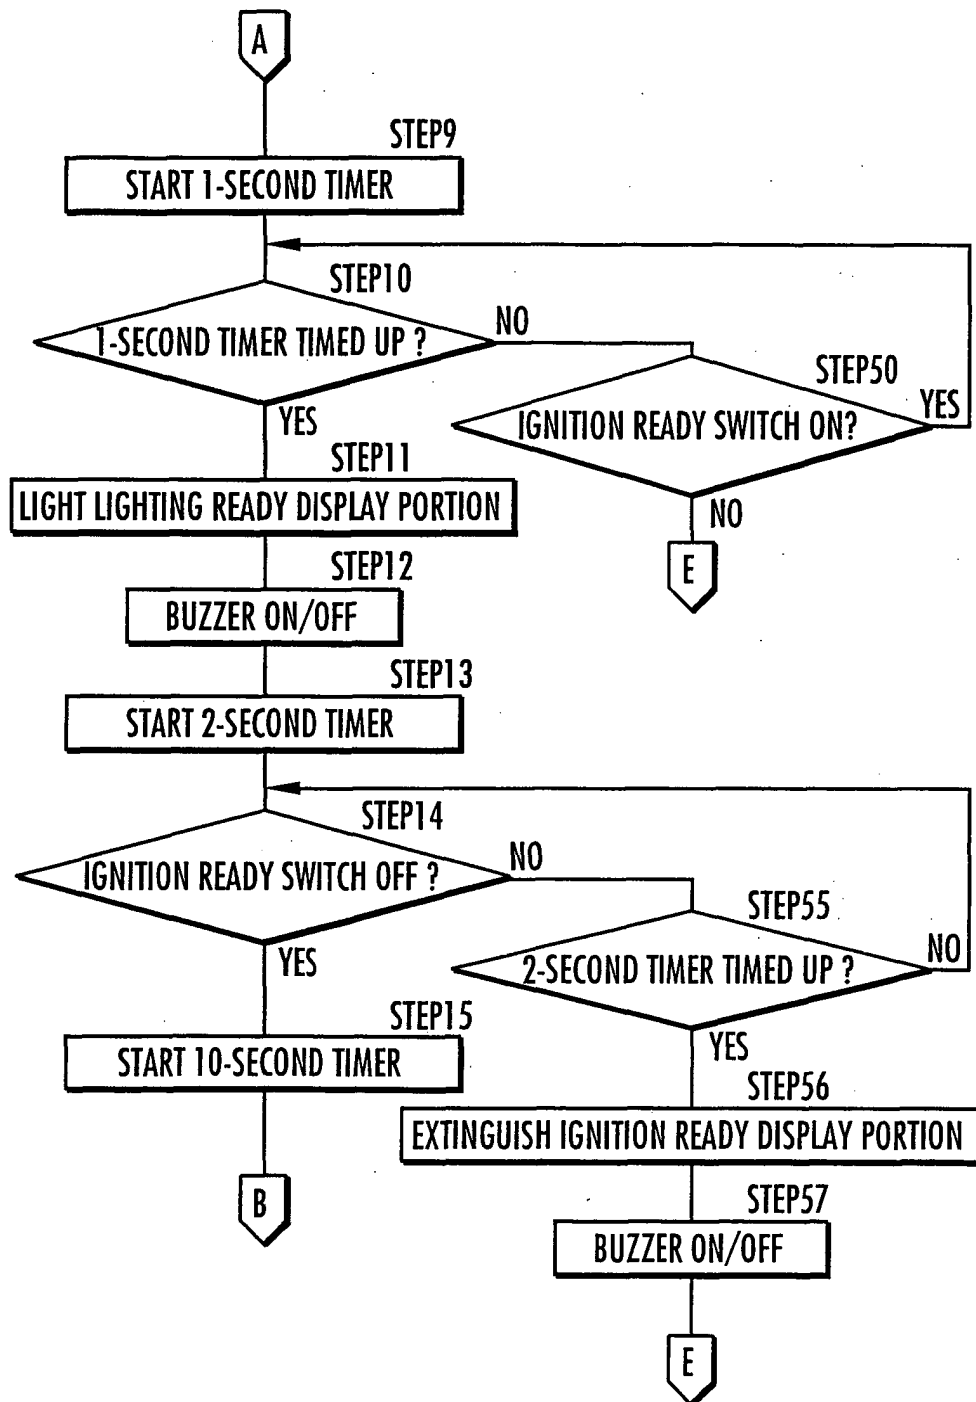 A
STEP9
START 1-SECOND TIMER
STEP10
1-SECOND TIMER TIMED UP ?
NO
STEP50
IGNITION READY SWITCH ON?
YES
YES
NO
E
STEP11
LIGHT LIGHTING READY DISPLAY PORTION
STEP12
BUZZER ON/OFF
STEP13
START 2-SECOND TIMER
STEP14
IGNITION READY SWITCH OFF ?
NO
STEP55
2-SECOND TIMER TIMED UP ?
NO
YES
STEP15
START 10-SECOND TIMER
B
YES
STEP56
EXTINGUISH IGNITION READY DISPLAY PORTION
STEP57
BUZZER ON/OFF
E